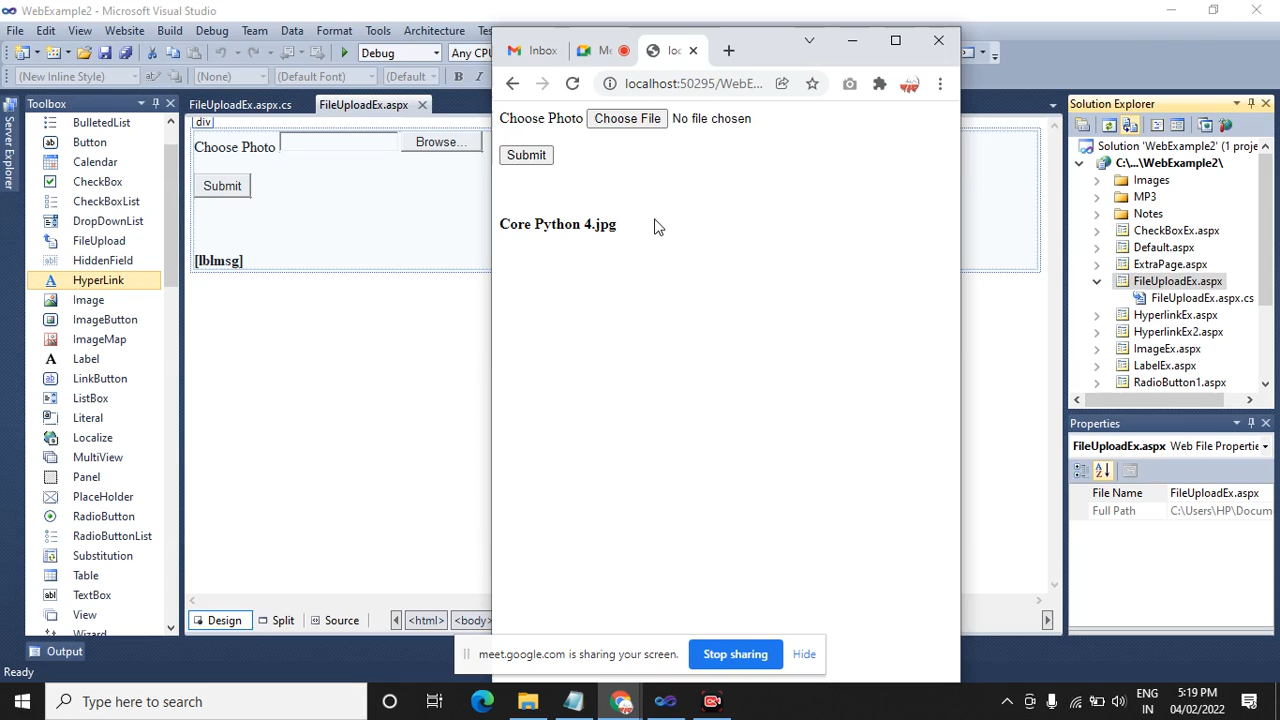 WebExample2 - Microsoft Visual Studio
File Edit View Website Build Debug Team Data Format Tools Architecture Te
Debug Any CPU
(New Inline Style) (None) (Default Font) (Default B I
Inbox Me loc
localhost:50295/WebE...
Server Explorer
Toolbox
BulletedList
Button
Calendar
CheckBox
CheckBoxList
DropDownList
FileUpload
HiddenField
HyperLink
Image
ImageButton
ImageMap
Label
LinkButton
ListBox
Literal
Localize
MultiView
Panel
PlaceHolder
RadioButton
RadioButtonList
Substitution
Table
TextBox
View
Wizard
FileUploadEx.aspx.cs FileUploadEx.aspx
div
Choose Photo Browse...
Submit
[lblmsg]
Choose Photo Choose File No file chosen
Submit
Core Python 4.jpg
Solution Explorer
Solution 'WebExample2' (1 proje
C:\...\WebExample2\
Images
MP3
Notes
CheckBoxEx.aspx
Default.aspx
ExtraPage.aspx
FileUploadEx.aspx
FileUploadEx.aspx.cs
HyperlinkEx.aspx
HyperlinkEx2.aspx
ImageEx.aspx
LabelEx.aspx
RadioButton1.aspx
Properties
FileUploadEx.aspx Web File Propertie
File Name FileUploadEx.aspx
Full Path C:\Users\HP\Docum
Design Split Source <html> <body>
meet.google.com is sharing your screen. Stop sharing Hide
Output
Ready
Type here to search
ENG
IN
5:19 PM
04/02/2022